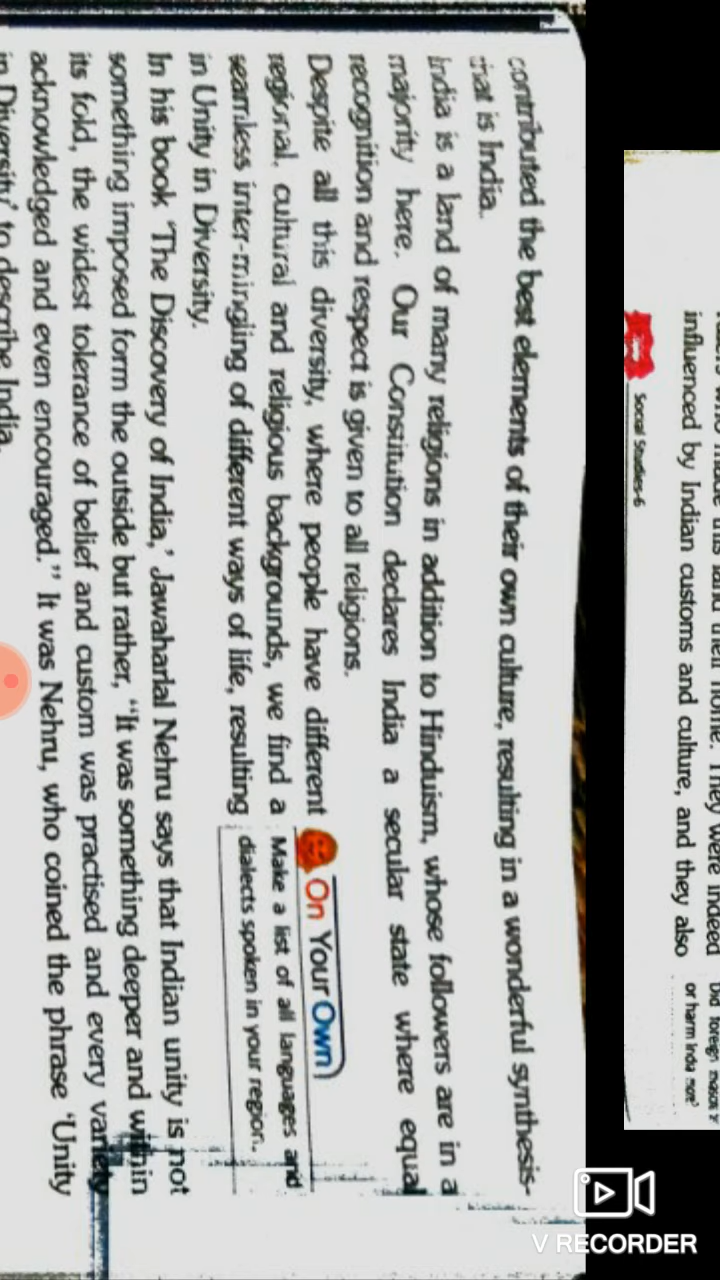 influenced by Indian customs and culture, and they also
or harm India more?
Social Studies-6
contributed the best elements of their own culture, resulting in a wonderful synthesis-
that is India.
India is a land of many religions in addition to Hinduism, whose followers are in a
majority here. Our Constitution declares India a secular state where equal
recognition and respect is given to all religions.
Despite all this diversity, where people have different
regional, cultural and religious backgrounds, we find a
seamless inter-mingling of different ways of life, resulting
in Unity in Diversity.
On Your Own
Make a list of all languages and
dialects spoken in your region.
In his book 'The Discovery of India,' Jawaharlal Nehru says that Indian unity is not
something imposed form the outside but rather, "It was something deeper and within
its fold, the widest tolerance of belief and custom was practised and every variety
acknowledged and even encouraged." It was Nehru, who coined the phrase 'Unity
in Diversity' to describe India.
V RECORDER